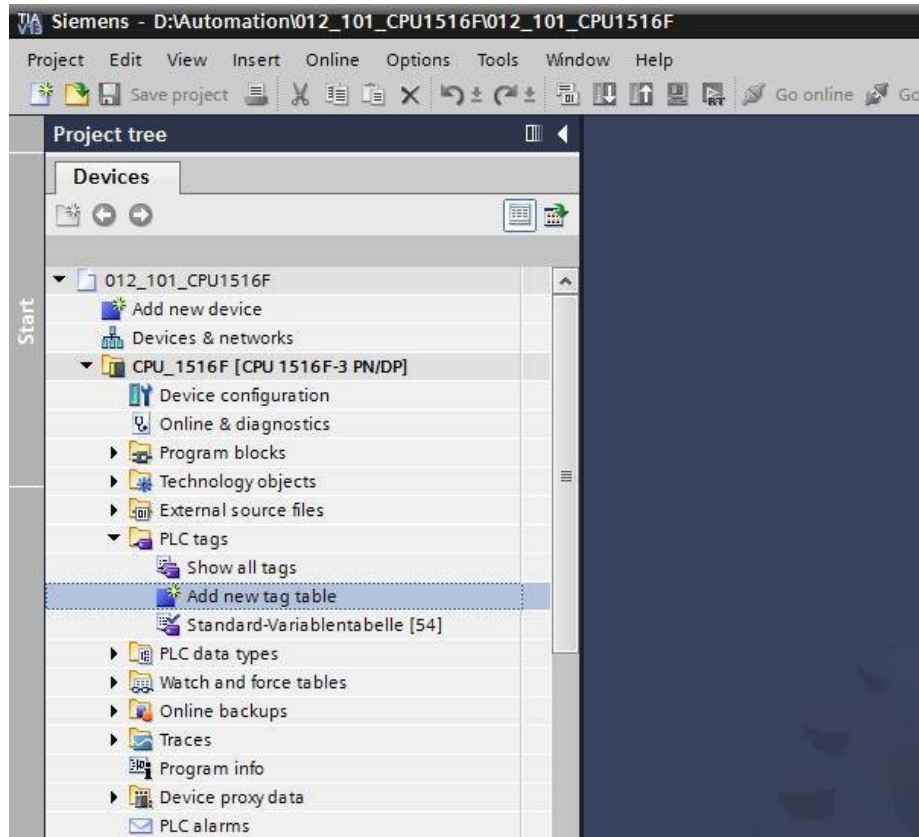 TIA V13 Siemens - D:\Automation\012_101_CPU1516F\012_101_CPU1516F
Project Edit View Insert Online Options Tools Window Help
Save project Go online Go
Project tree
Devices
Start
012_101_CPU1516F
Add new device
Devices & networks
CPU_1516F [CPU 1516F-3 PN/DP]
Device configuration
Online & diagnostics
Program blocks
Technology objects
External source files
PLC tags
Show all tags
Add new tag table
Standard-Variablentabelle [54]
PLC data types
Watch and force tables
Online backups
Traces
Program info
Device proxy data
PLC alarms